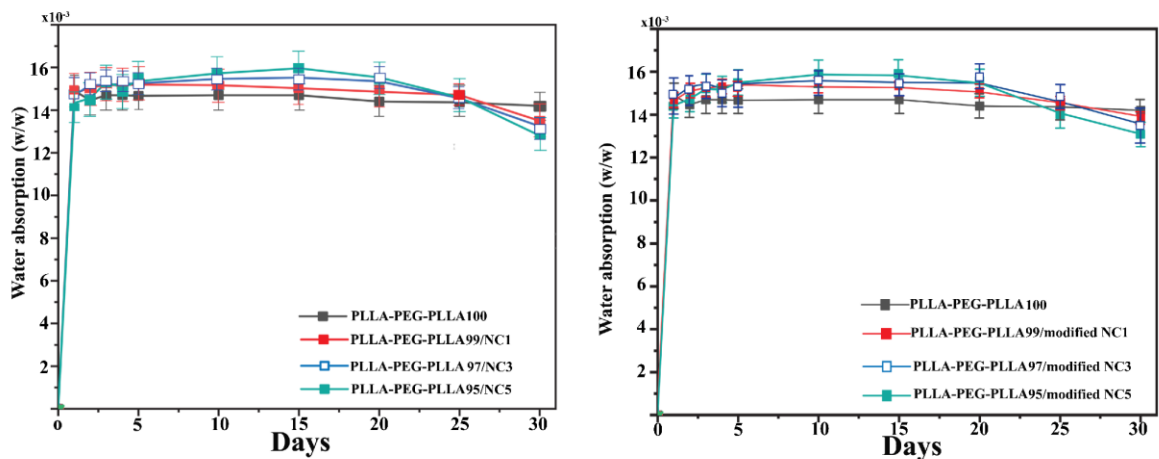 x10-3
16
14
12
10
8
6
4
2
0
5
10
15
20
25
30
Water absorption (w/w)
Days
PLLA-PEG-PLLA100
PLLA-PEG-PLLA99/NC1
PLLA-PEG-PLLA 97/NC3
PLLA-PEG-PLLA95/NC5
x10-3
16
14
12
10
8
6
4
2
0
5
10
15
20
25
30
Water absorption (w/w)
Days
PLLA-PEG-PLLA100
PLLA-PEG-PLLA99/modified NC1
PLLA-PEG-PLLA97/modified NC3
PLLA-PEG-PLLA95/modified NC5